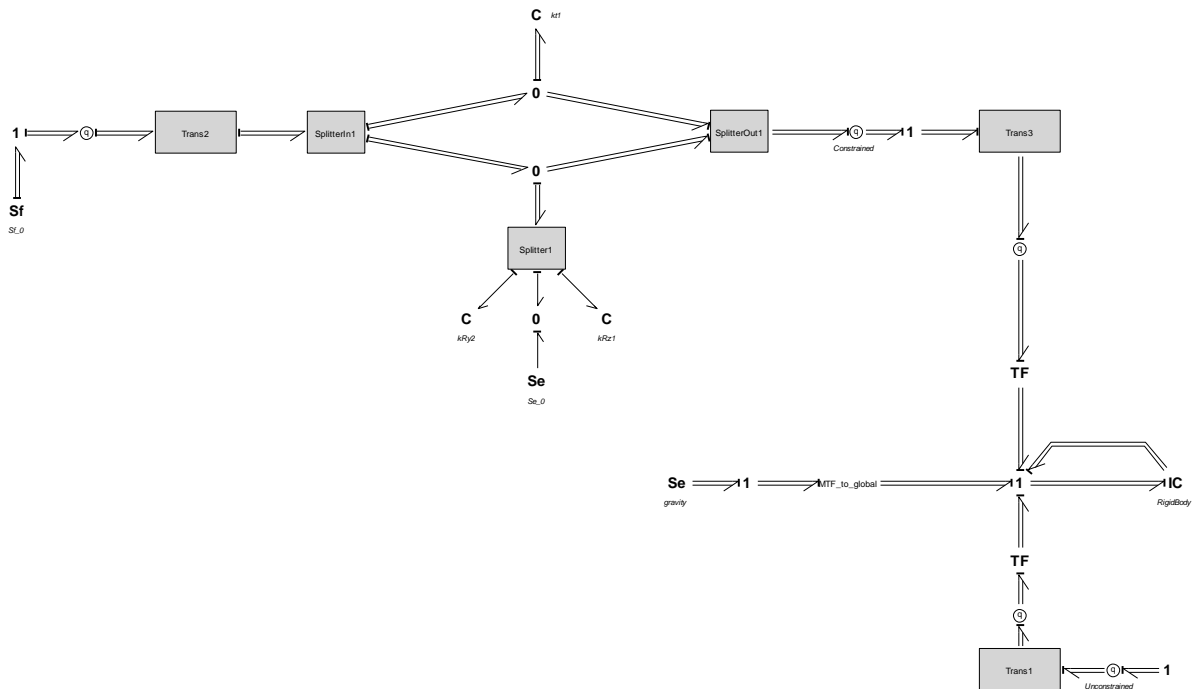 C kt1
0
1 q Trans2 SplitterIn1 SplitterOut1 q 1 Trans3
Constrained
0
Sf
Sf_0
Splitter1
q
C 0 C
kRy2 kRz1
TF
Se
Se_0
Se 1 MTF_to_global 1 IC
gravity RigidBody
TF
q
Trans1 q 1
Unconstrained